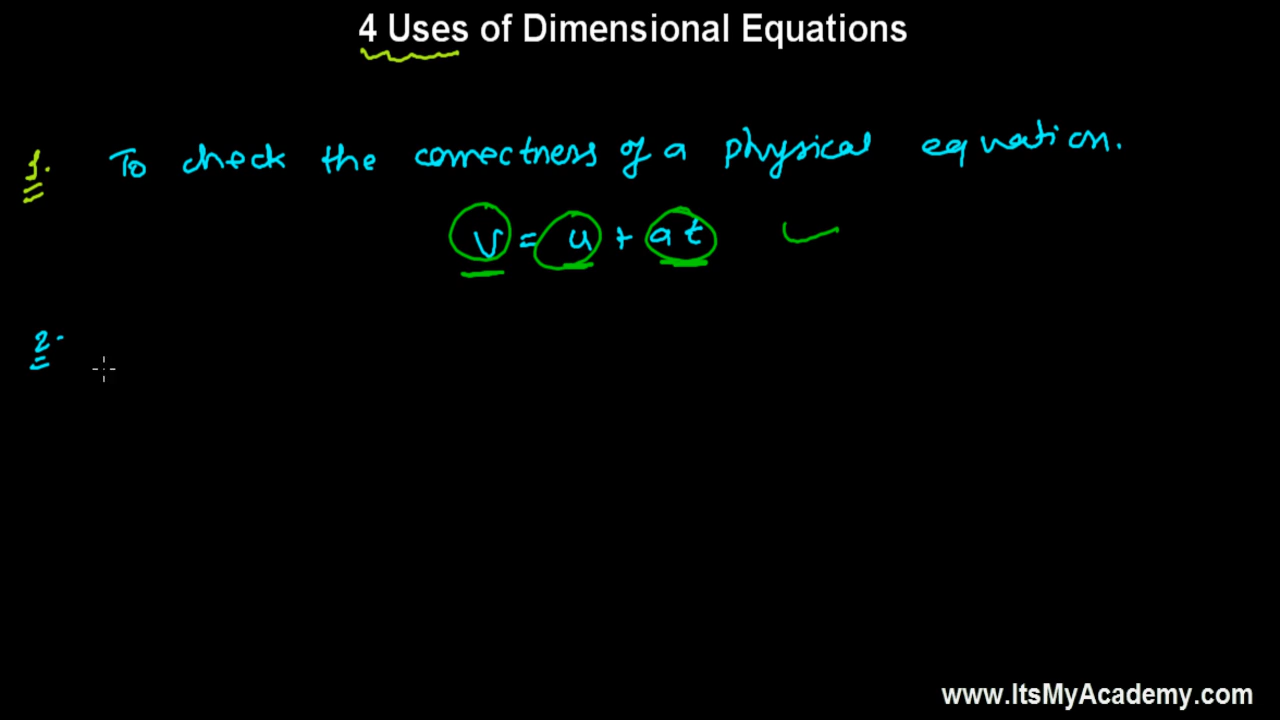 4 Uses of Dimensional Equations
1. To check the correctness of a physical equation.
v = u + at
2.
www.ItsMyAcademy.com